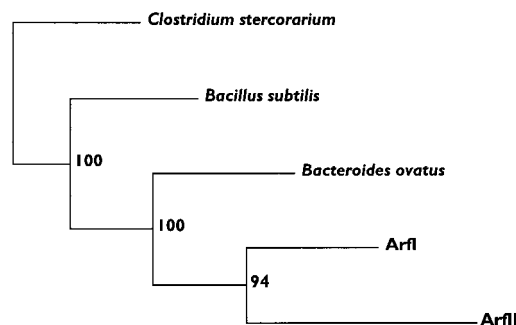 Clostridium stercorarium
Bacillus subtilis
100
Bacteroides ovatus
100
ArfI
94
ArfII